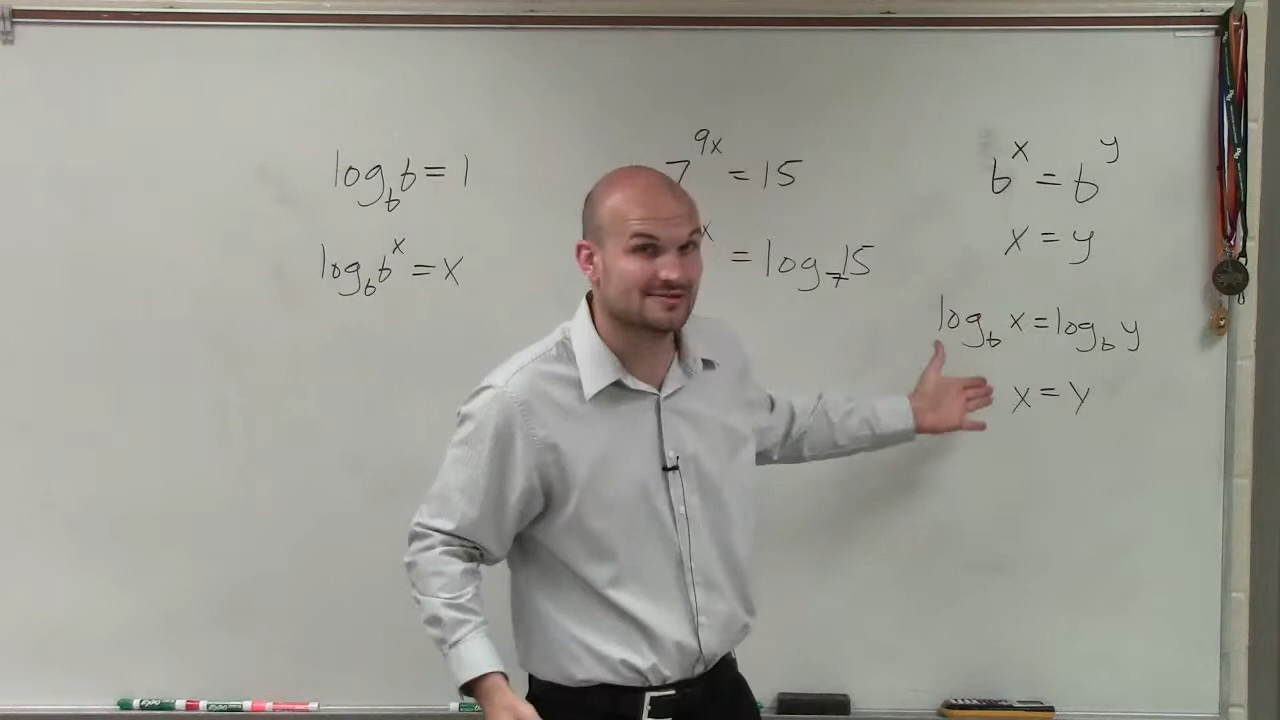 log_b b = 1
log_b b^x = x
7^9x = 15
x = log_7 15
b^x = b^y
x = y
log_b x = log_b y
x = y